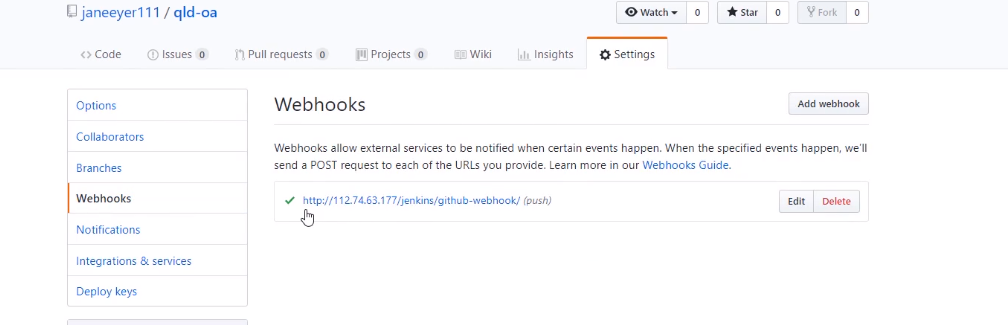 janeeyer111 / qld-oa
Watch 0 Star 0 Fork 0
Code Issues 0 Pull requests 0 Projects 0 Wiki Insights Settings
Options
Collaborators
Branches
Webhooks
Notifications
Integrations & services
Deploy keys
Webhooks Add webhook
Webhooks allow external services to be notified when certain events happen. When the specified events happen, we'll
send a POST request to each of the URLs you provide. Learn more in our Webhooks Guide.
http://112.74.63.177/jenkins/github-webhook/ (push) Edit Delete